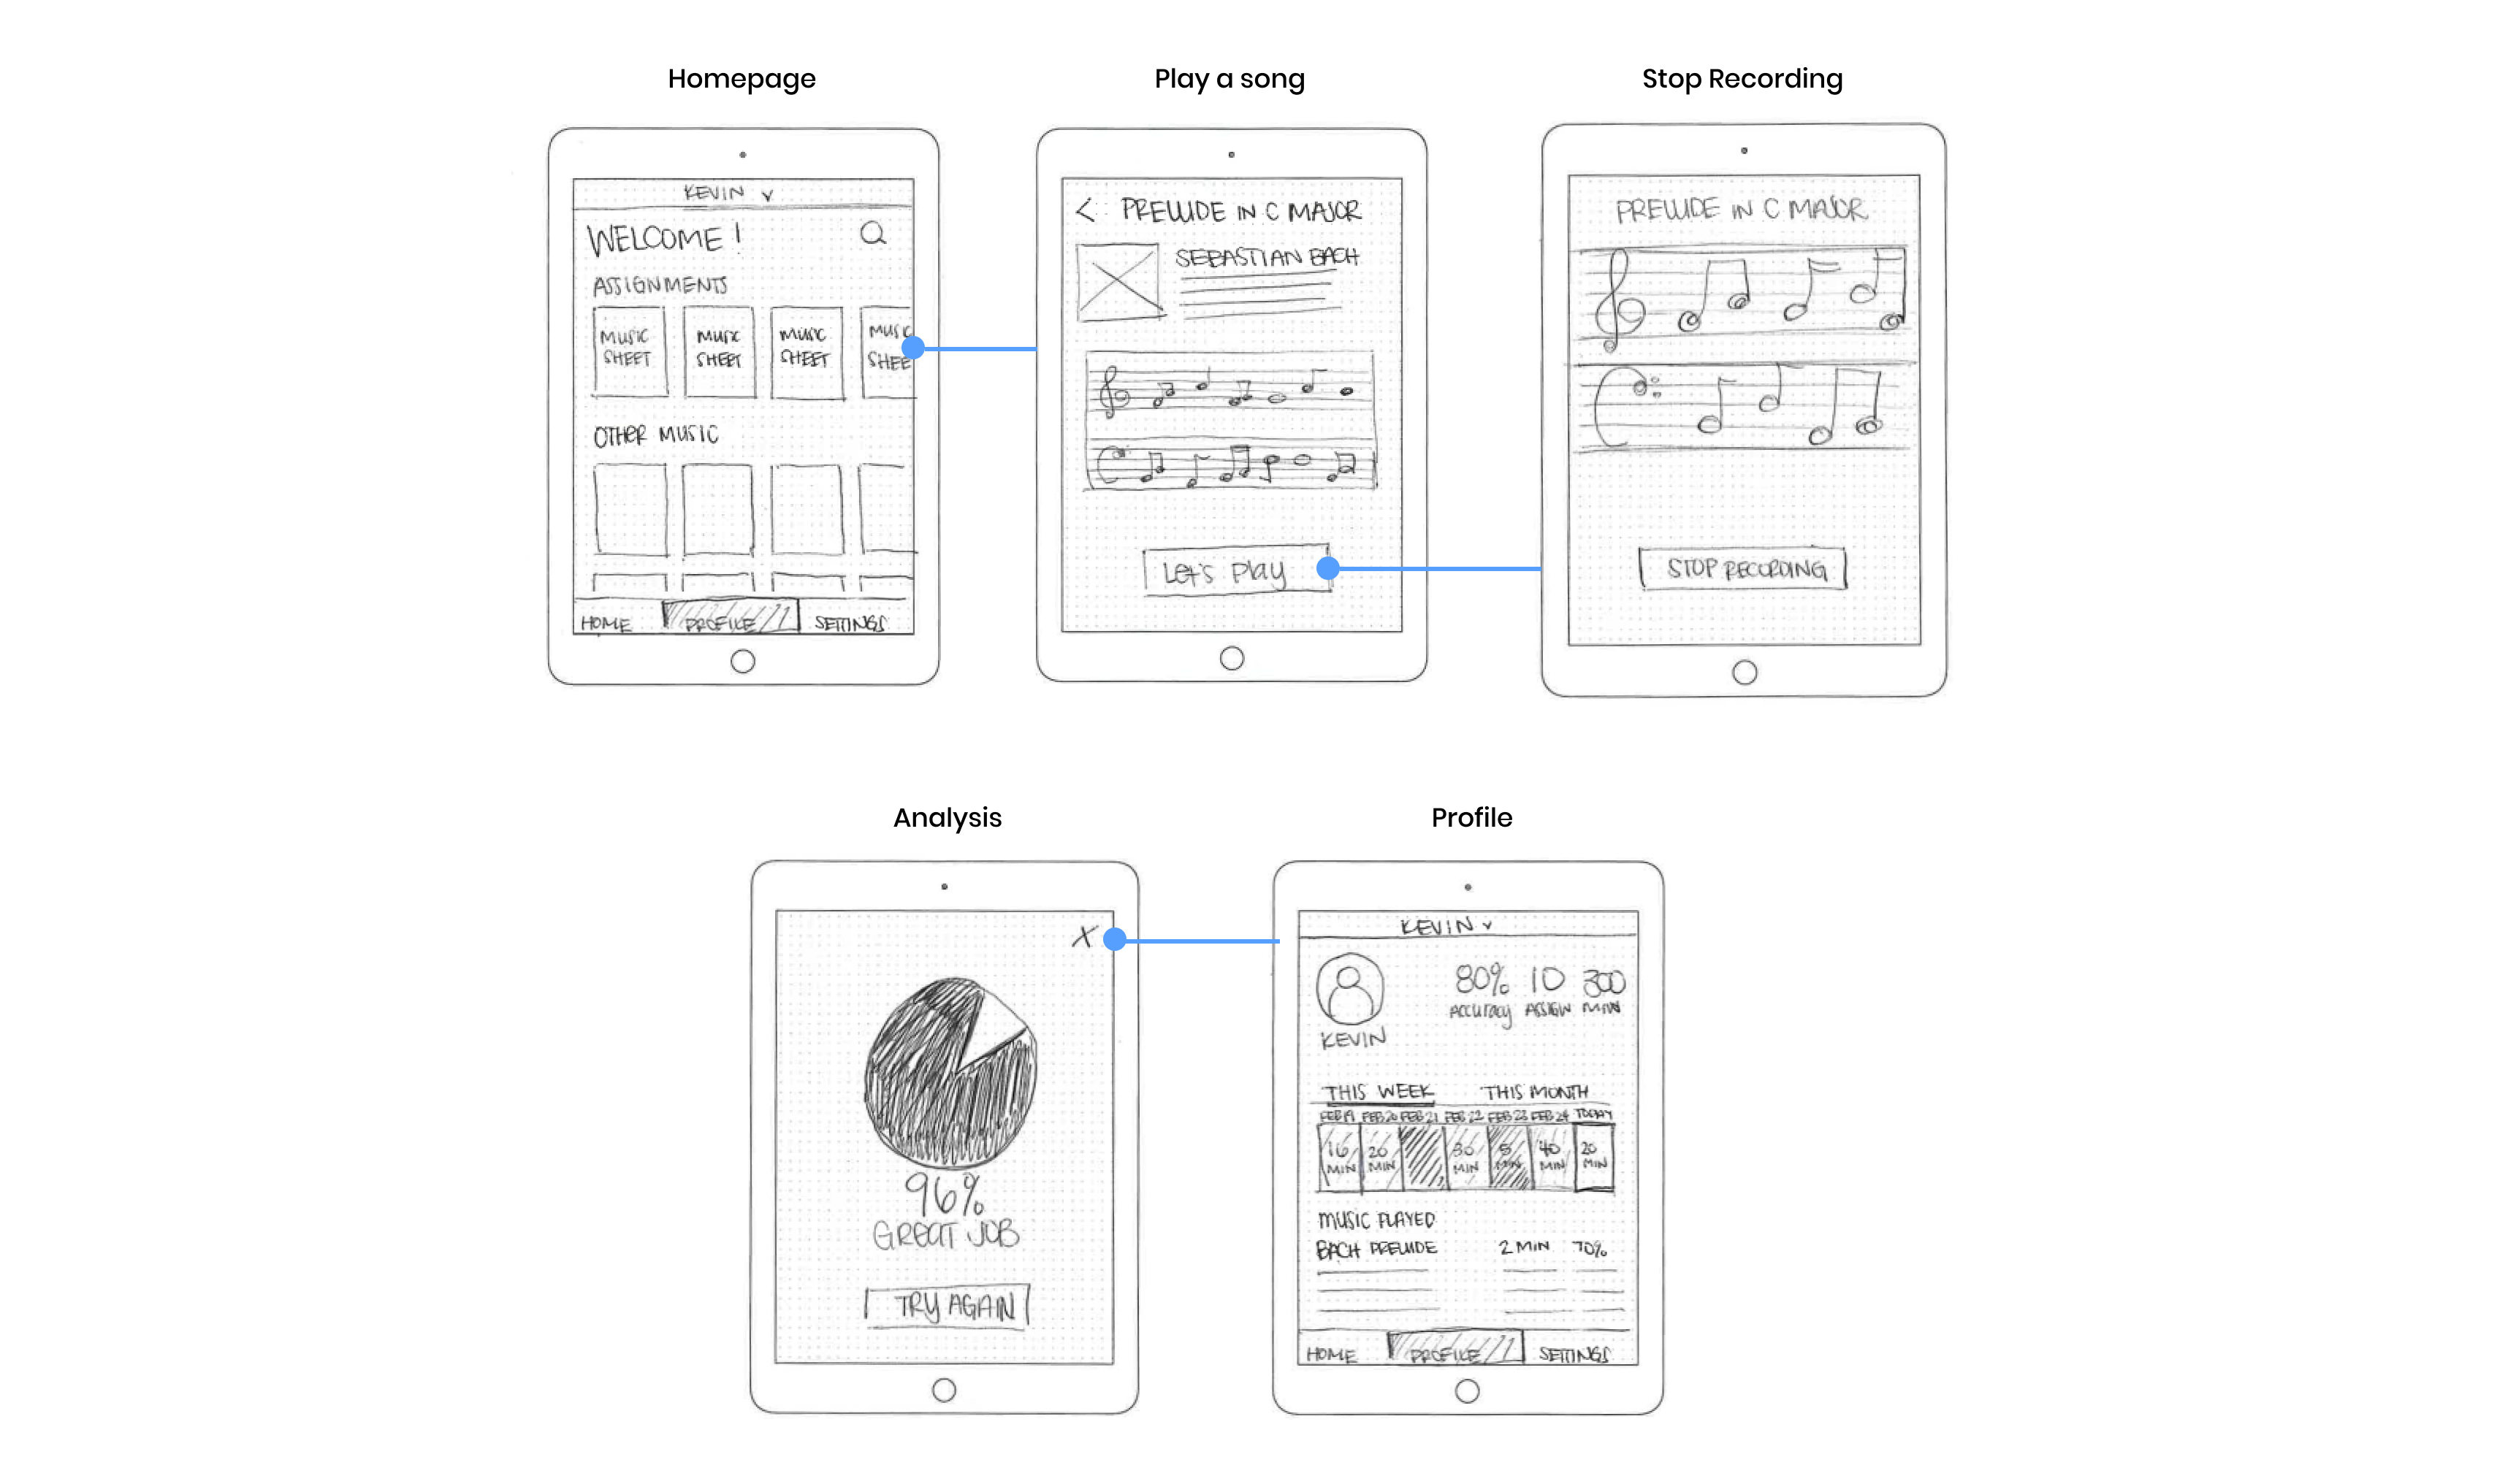 Homepage
KEVIN
WELCOME!
ASSIGNMENTS
MUSIC SHEET
MUSIC SHEET
MUSIC SHEET
MUSIC SHEE
OTHER MUSIC
HOME PROFILE SETTINGS
Play a song
< PRELUDE IN C MAJOR
SEBASTIAN BACH
Let's Play
Stop Recording
PRELUDE IN C MAJOR
STOP RECORDING
Analysis
X
96%
GREAT JOB
TRY AGAIN
Profile
KEVIN
80% 10 300
Accuracy ASSIGN MIN
KEVIN
THIS WEEK THIS MONTH
FEB 19 FEB 20 FEB 21 FEB 22 FEB 23 FEB 24 TODAY
16 20 30 5 40 20
MIN MIN MIN MIN MIN MIN
MUSIC PLAYED
BACH PRELUDE 2 MIN 70%
HOME PROFILE SETTINGS